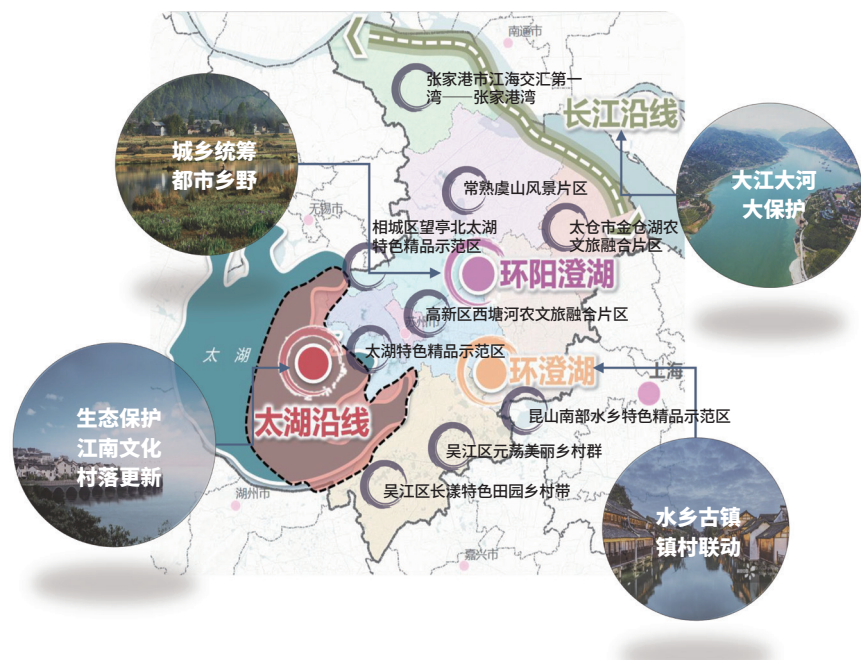 南通市
张家港市江海交汇第一
湾——张家港湾
长江沿线
城乡统筹
都市乡野
大江大河
大保护
常熟虞山风景片区
无锡市
相城区望亭北太湖
特色精品示范区
太仓市金仓湖农
文旅融合片区
环阳澄湖
高新区西塘河农文旅融合片区
苏州市
太湖
太湖特色精品示范区
环澄湖
上海
太湖沿线
生态保护
江南文化
村落更新
昆山南部水乡特色精品示范区
吴江区元荡美丽乡村群
吴江区长漾特色田园乡村带
湖州市
水乡古镇
镇村联动
嘉兴市